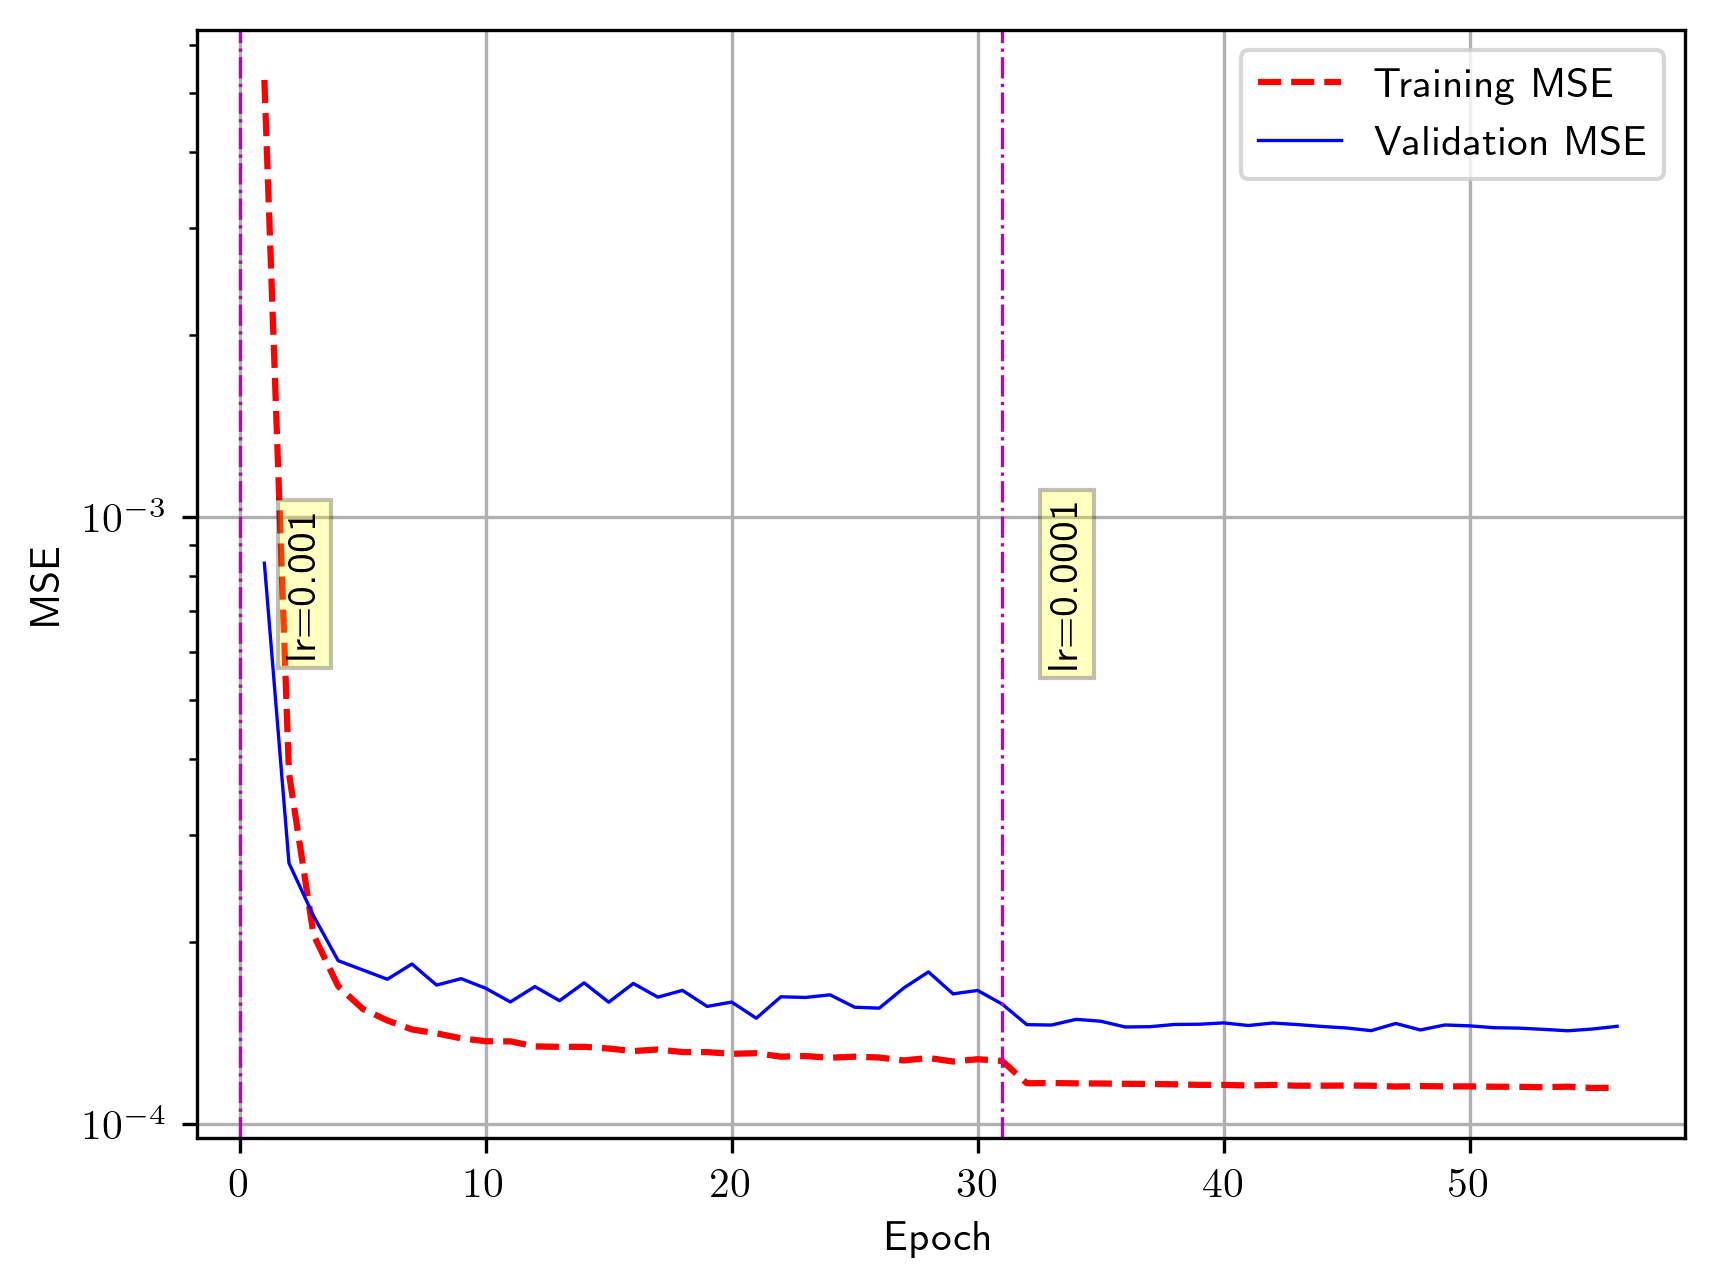 Training MSE
Validation MSE
MSE
10⁻³
10⁻⁴
lr=0.001
lr=0.0001
0 10 20 30 40 50
Epoch